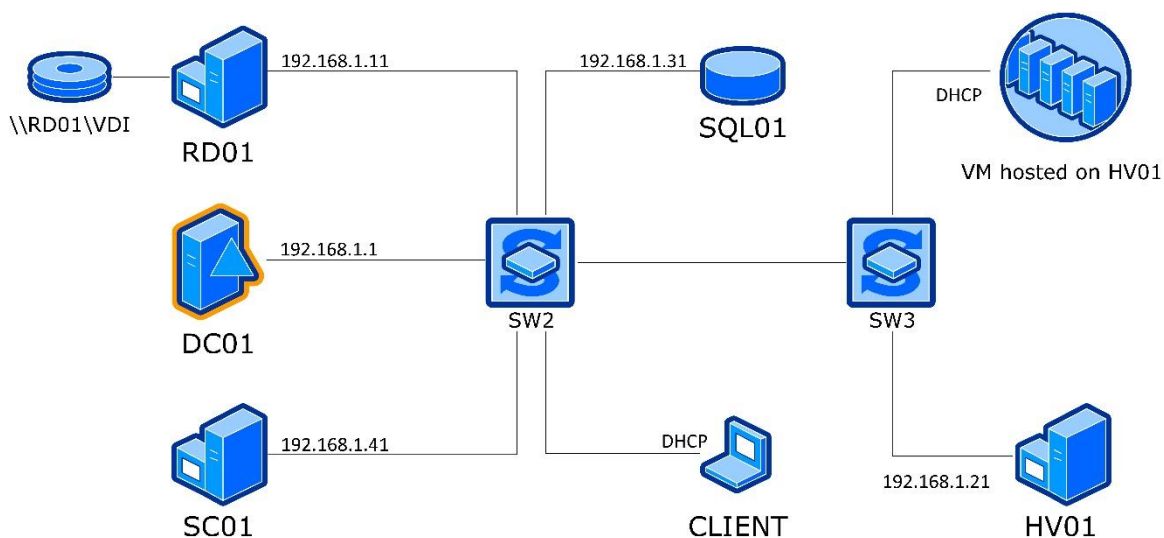 192.168.1.11
192.168.1.31
DHCP
\\RD01\VDI
RD01
SQL01
VM hosted on HV01
192.168.1.1
DC01
SW2
SW3
192.168.1.41
DHCP
192.168.1.21
SC01
CLIENT
HV01